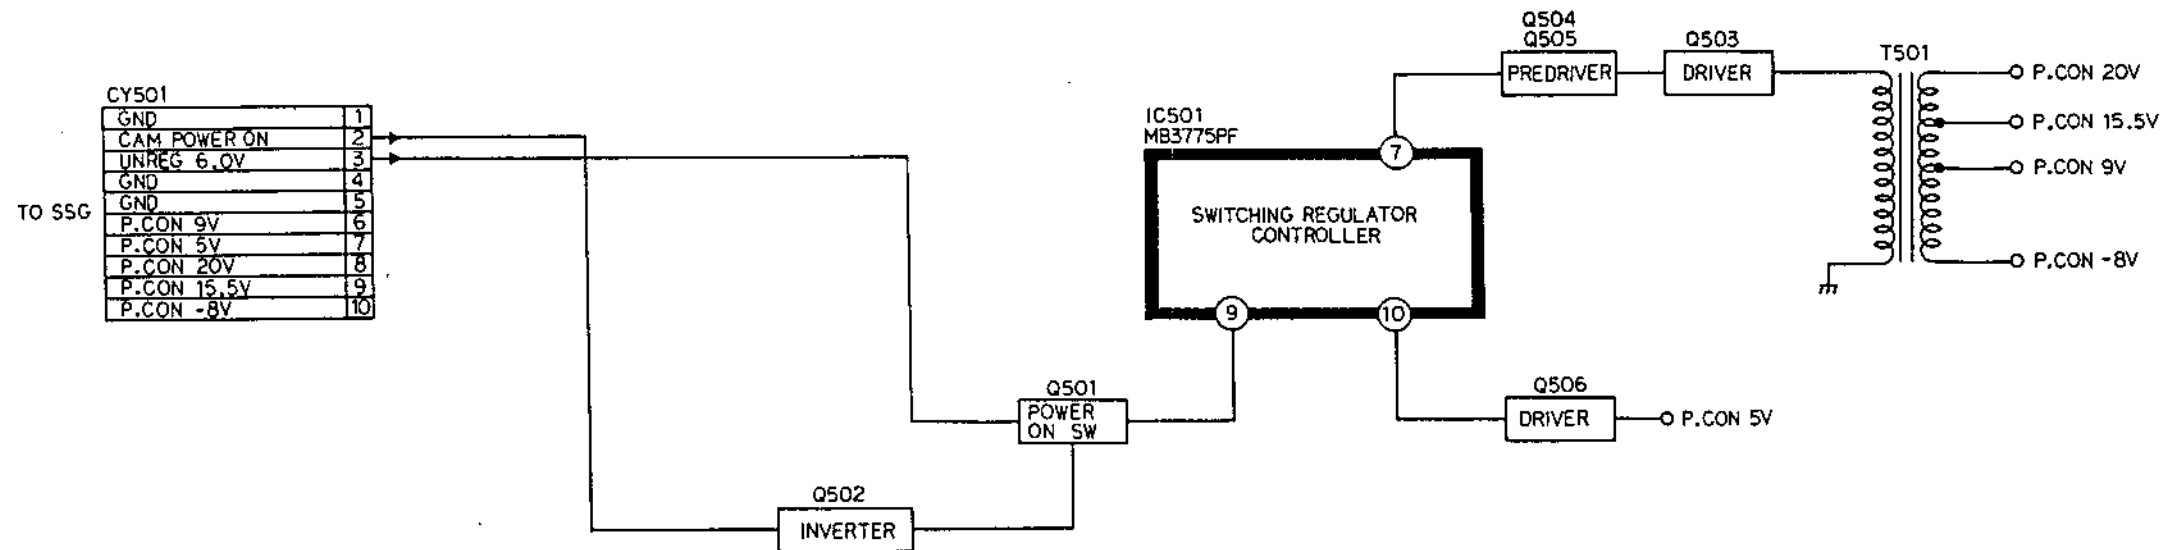 TO SSG
CY501
GND 1
CAM POWER ON 2
UNREG 6.0V 3
GND 4
GND 5
P.CON 9V 6
P.CON 5V 7
P.CON 20V 8
P.CON 15.5V 9
P.CON -8V 10
Q502
INVERTER
Q501
POWER
ON SW
IC501
MB3775PF
7
SWITCHING REGULATOR
CONTROLLER
9
10
Q504
Q505
PREDRIVER
Q503
DRIVER
T501
P.CON 20V
P.CON 15.5V
P.CON 9V
P.CON -8V
Q506
DRIVER
P.CON 5V